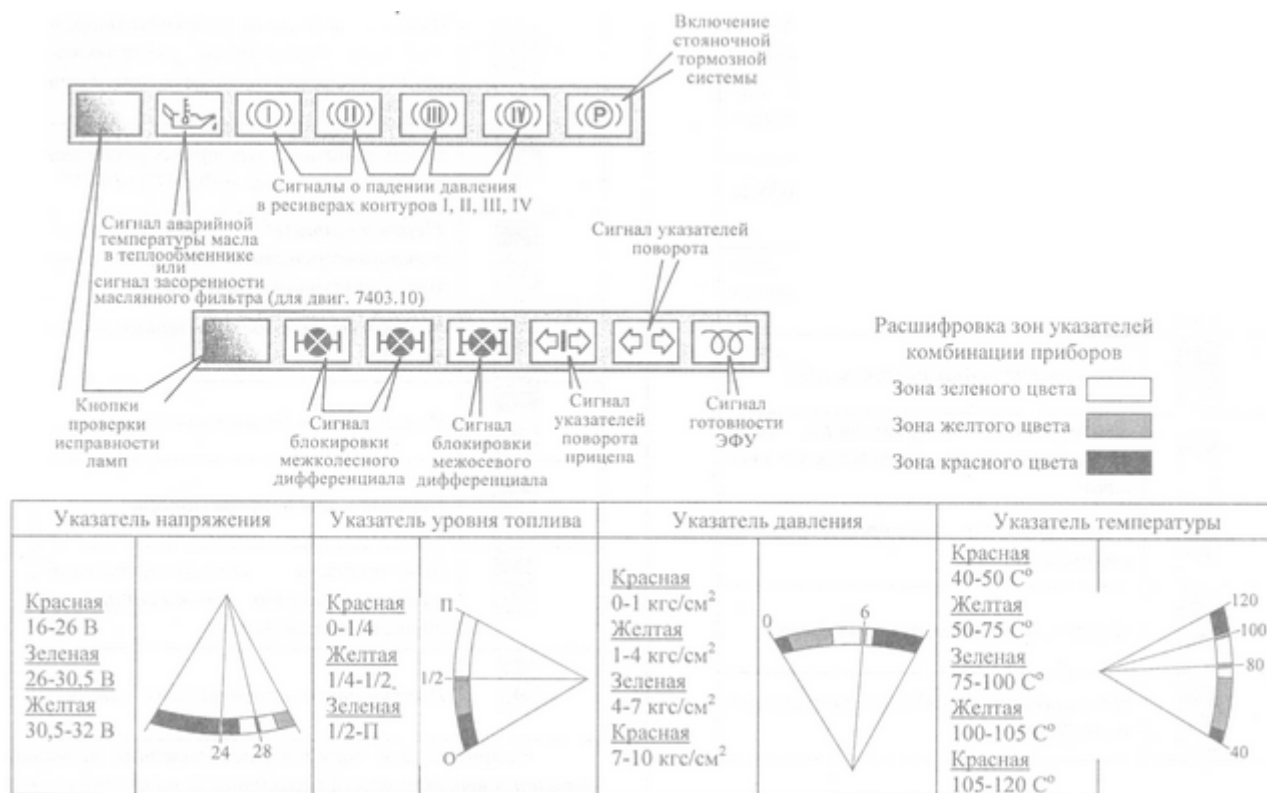 Включение
стояночной
тормозной
системы
I
II
III
IV
P
Сигналы о падении давления
в ресиверах контуров I, II, III, IV
Сигнал аварийной
температуры масла
в теплообменнике
или
сигнал засоренности
маслянного фильтра (для двиг. 7403.10)
Сигнал указателей
поворота
Кнопки
проверки
исправности
ламп
Сигнал
блокировки
межколесного
дифференциала
Сигнал
блокировки
межосевого
дифференциала
Сигнал
указателей
поворота
прицепа
Сигнал
готовности
ЭФУ
Расшифровка зон указателей
комбинации приборов
Зона зеленого цвета
Зона желтого цвета
Зона красного цвета
Указатель напряжения
Красная
16-26 В
Зеленая
26-30,5 В
Желтая
30,5-32 В
24
28
Указатель уровня топлива
Красная
0-1/4
Желтая
1/4-1/2
Зеленая
1/2-П
П
1/2
О
Указатель давления
Красная
0-1 кгс/см²
Желтая
1-4 кгс/см²
Зеленая
4-7 кгс/см²
Красная
7-10 кгс/см²
0
6
Указатель температуры
Красная
40-50 С°
Желтая
50-75 С°
Зеленая
75-100 С°
Желтая
100-105 С°
Красная
105-120 С°
120
100
80
40